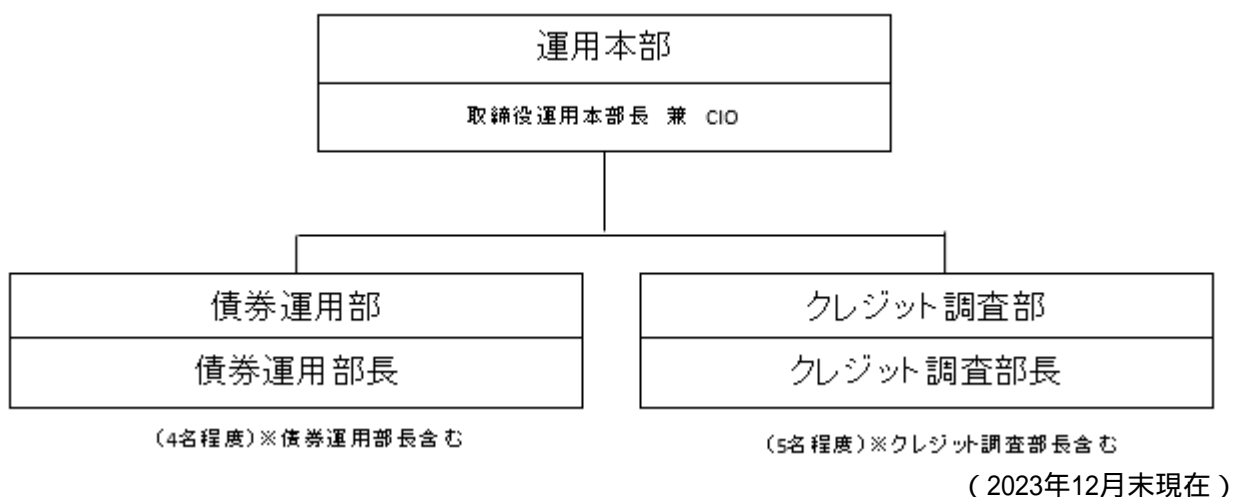 運用本部
取締役運用本部長 兼 CIO
債券運用部
債券運用部長
(4名程度)※債券運用部長含む
クレジット調査部
クレジット調査部長
(5名程度)※クレジット調査部長含む
(2023年12月末現在)